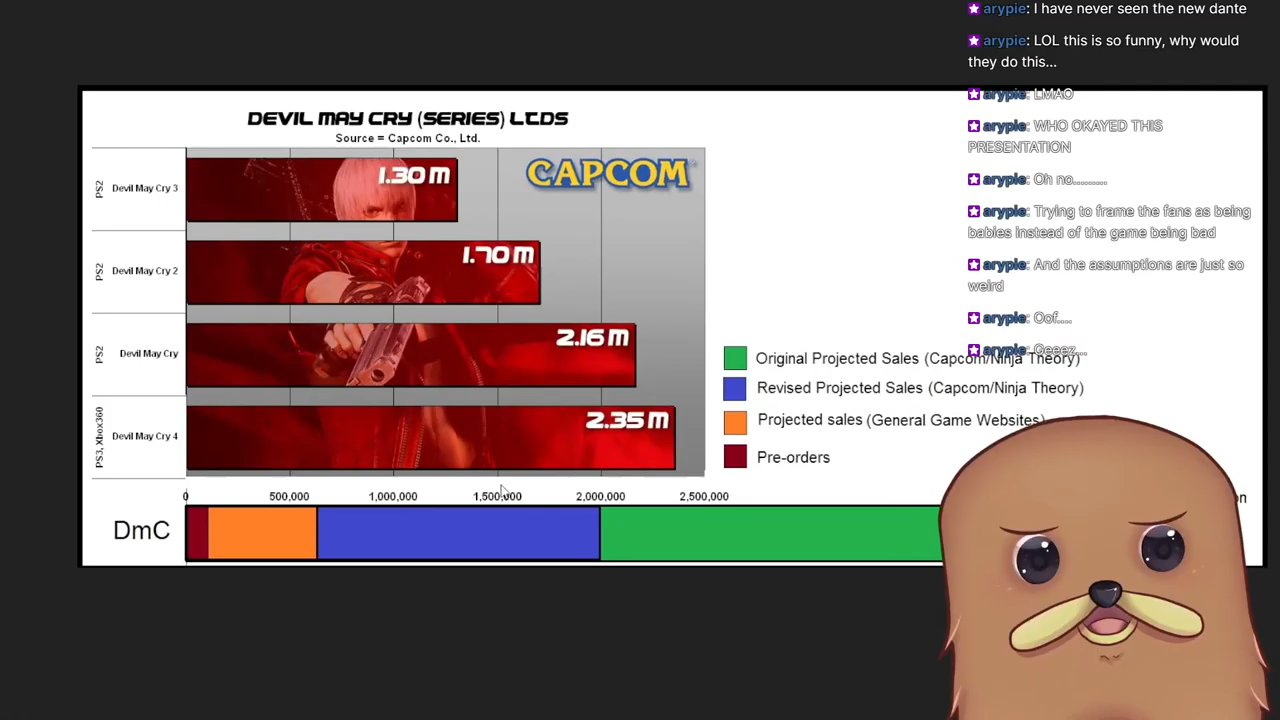 arypie: I have never seen the new dante
arypie: LOL this is so funny, why would
they do this...
arypie: LMAO
arypie: WHO OKAYED THIS
PRESENTATION
arypie: Oh no.........
arypie: Trying to frame the fans as being
babies instead of the game being bad
arypie: And the assumptions are just so
weird
arypie: Oof....
arypie: Geeez...
DEVIL MAY CRY (SERIES) LTDS
Source = Capcom Co., Ltd.
CAPCOM
PS2 Devil May Cry 3 1.30 M
PS2 Devil May Cry 2 1.70 M
PS2 Devil May Cry 2.16 M
PS3, Xbox360 Devil May Cry 4 2.35 M
Original Projected Sales (Capcom/Ninja Theory)
Revised Projected Sales (Capcom/Ninja Theory)
Projected sales (General Game Websites)
Pre-orders
0 500,000 1,000,000 1,500,000 2,000,000 2,500,000
DmC